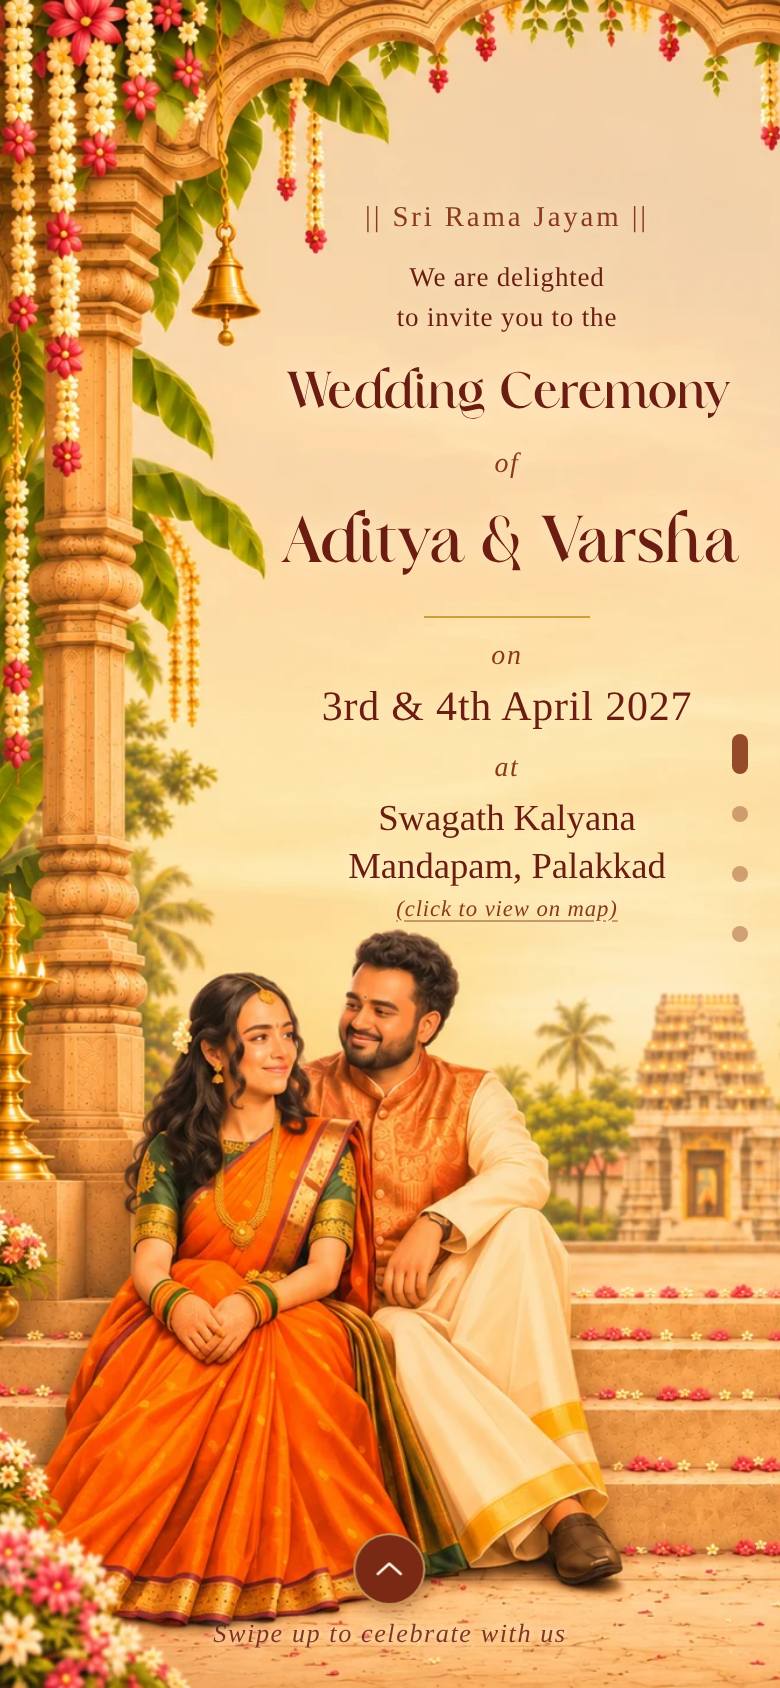 || Sri Rama Jayam ||
We are delighted
to invite you to the
Wedding Ceremony
of
Aditya & Varsha
on
3rd & 4th April 2027
at
Swagath Kalyana
Mandapam, Palakkad
(click to view on map)
Swipe up to celebrate with us